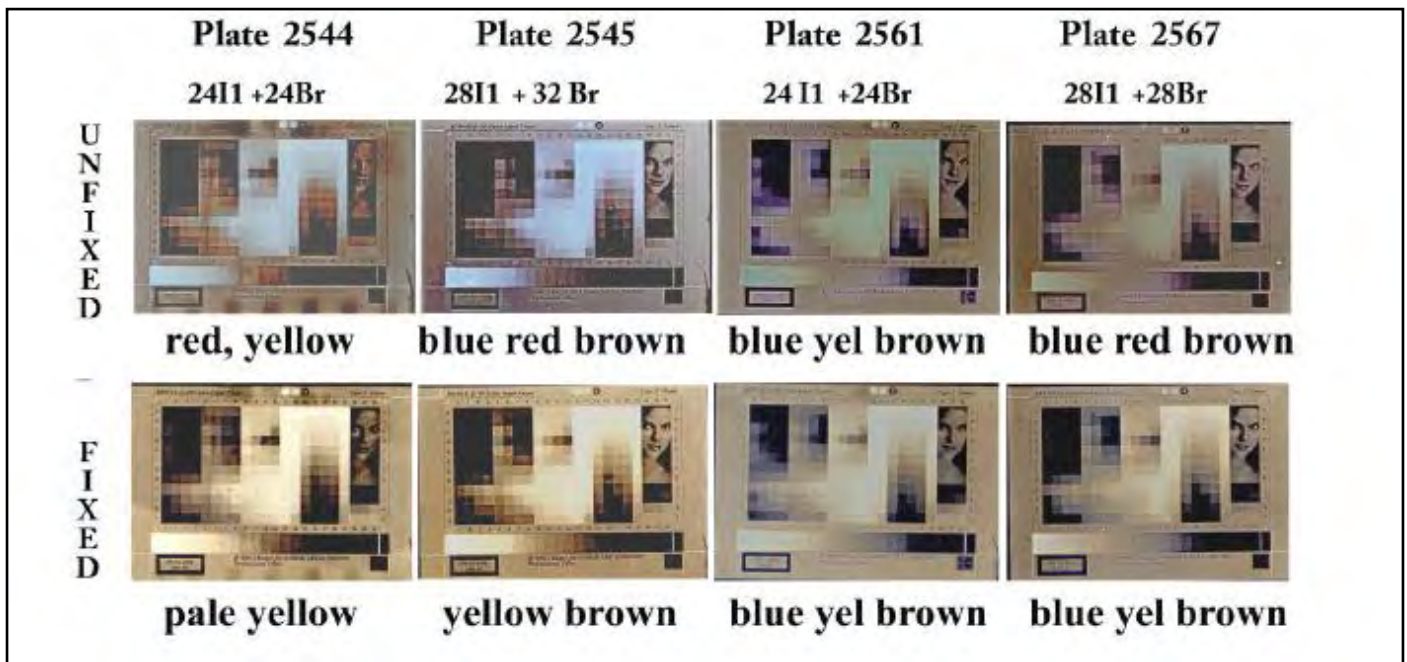 Plate 2544 Plate 2545 Plate 2561 Plate 2567
24I1 +24Br 28I1 + 32 Br 24 I1 +24Br 28I1 +28Br
UNFIXED
red, yellow blue red brown blue yel brown blue red brown
FIXED
pale yellow yellow brown blue yel brown blue yel brown